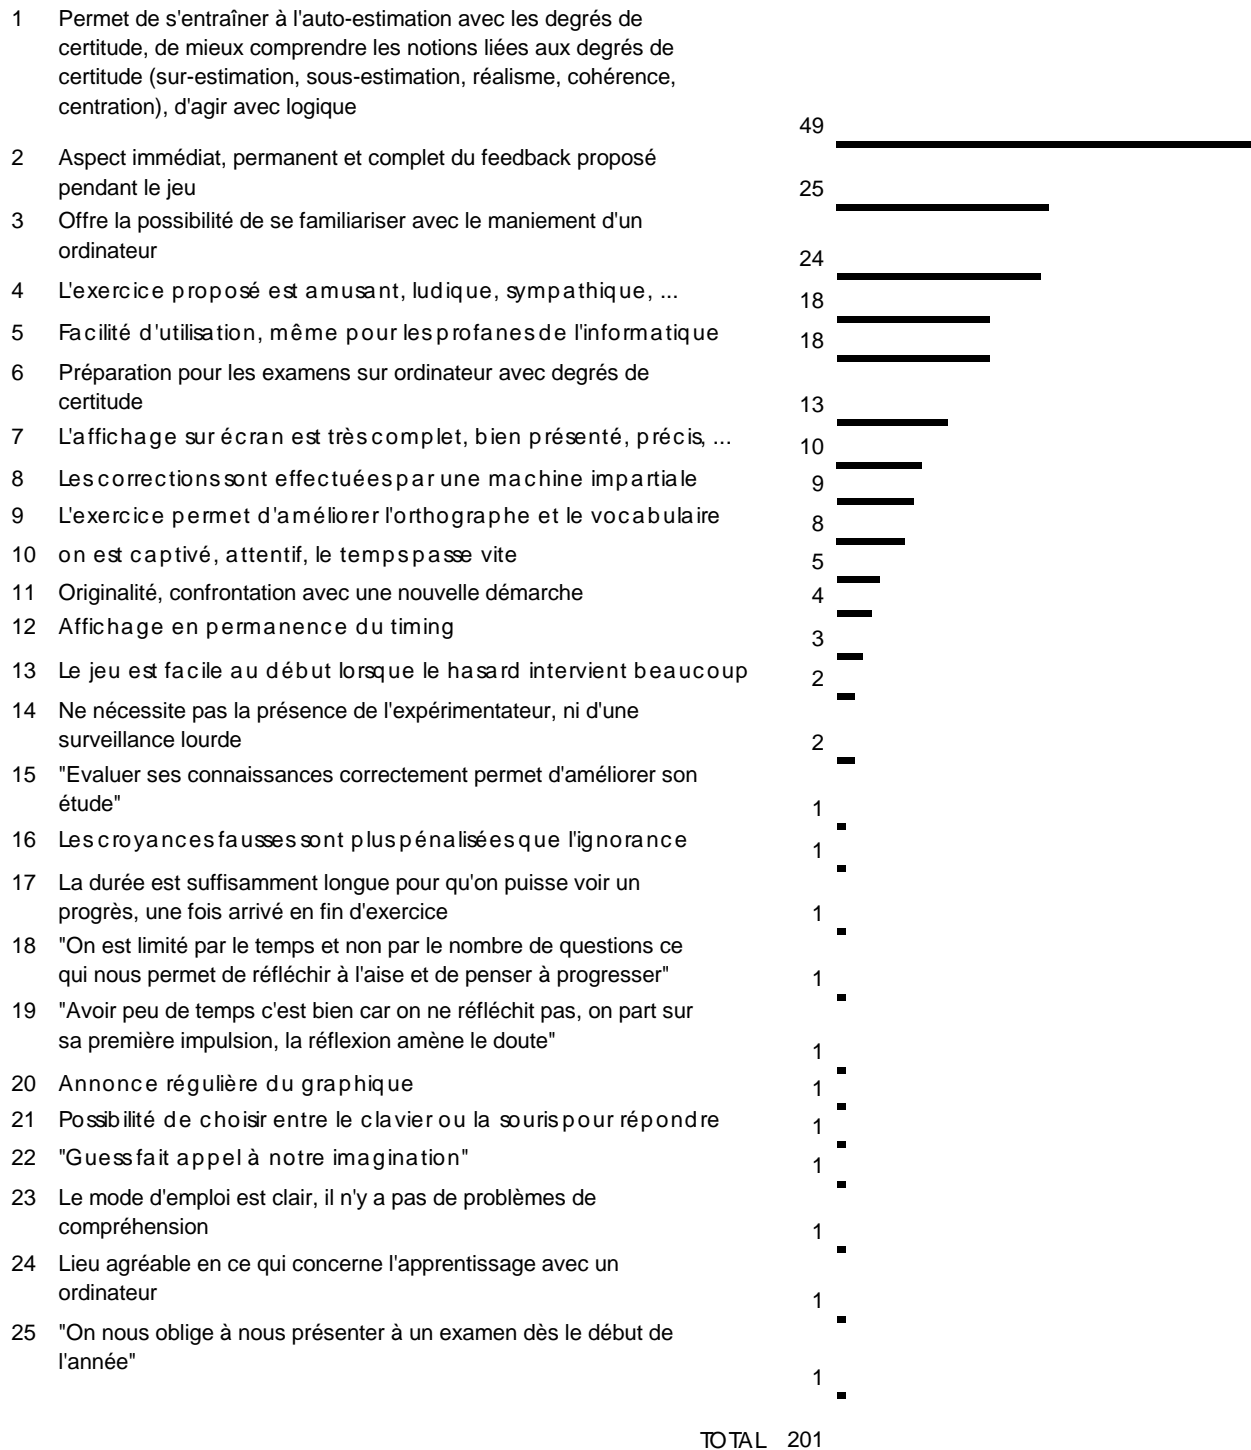 1 Permet de s'entraîner à l'auto-estimation avec les degrés de
certitude, de mieux comprendre les notions liées aux degrés de
certitude (sur-estimation, sous-estimation, réalisme, cohérence,
centration), d'agir avec logique
49
2 Aspect immédiat, permanent et complet du feedback proposé
pendant le jeu 25
3 Offre la possibilité de se familiariser avec le maniement d'un
ordinateur 24
4 L'exercice proposé est amusant, ludique, sympathique, ... 18
5 Facilité d'utilisation, même pour les profanes de l'informatique 18
6 Préparation pour les examens sur ordinateur avec degrés de
certitude 13
7 L'affichage sur écran est très complet, bien présenté, précis, ... 10
8 Les corrections sont effectuées par une machine impartiale 9
9 L'exercice permet d'améliorer l'orthographe et le vocabulaire 8
10 on est captivé, attentif, le temps passe vite 5
11 Originalité, confrontation avec une nouvelle démarche 4
12 Affichage en permanence du timing 3
13 Le jeu est facile au début lorsque le hasard intervient beaucoup 2
14 Ne nécessite pas la présence de l'expérimentateur, ni d'une
surveillance lourde 2
15 "Evaluer ses connaissances correctement permet d'améliorer son
étude" 1
16 Les croyances fausses sont plus pénalisées que l'ignorance 1
17 La durée est suffisamment longue pour qu'on puisse voir un
progrès, une fois arrivé en fin d'exercice 1
18 "On est limité par le temps et non par le nombre de questions ce
qui nous permet de réfléchir à l'aise et de penser à progresser" 1
19 "Avoir peu de temps c'est bien car on ne réfléchit pas, on part sur
sa première impulsion, la réflexion amène le doute" 1
20 Annonce régulière du graphique 1
21 Possibilité de choisir entre le clavier ou la souris pour répondre 1
22 "Guess fait appel à notre imagination" 1
23 Le mode d'emploi est clair, il n'y a pas de problèmes de
compréhension 1
24 Lieu agréable en ce qui concerne l'apprentissage avec un
ordinateur 1
25 "On nous oblige à nous présenter à un examen dès le début de
l'année" 1
TOTAL 201